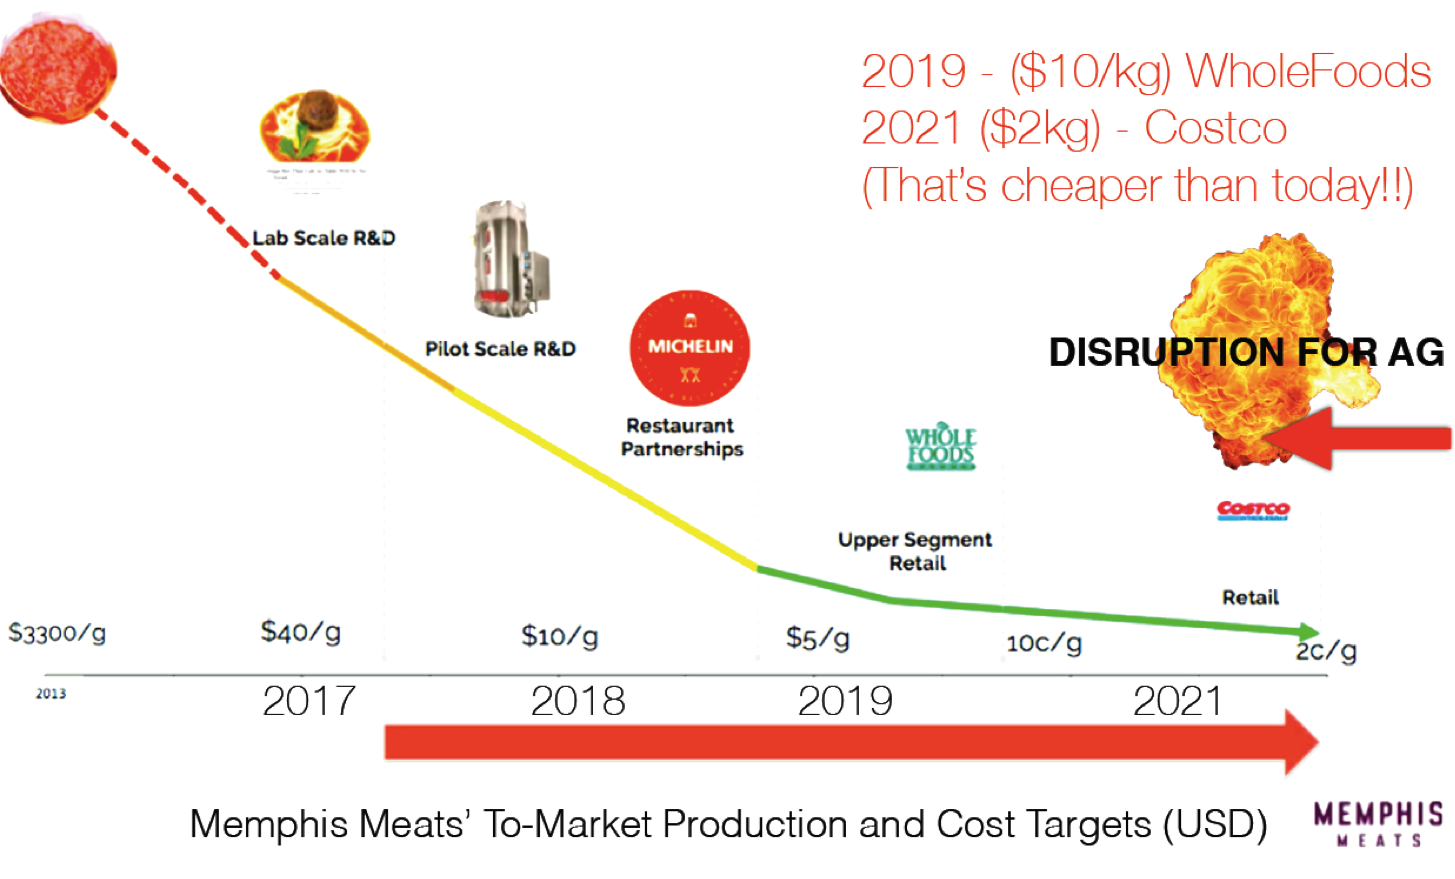 2019 - ($10/kg) WholeFoods
2021 ($2kg) - Costco
(That's cheaper than today!!)
Lab Scale R&D
Pilot Scale R&D
MICHELIN
Restaurant
Partnerships
DISRUPTION FOR AG
WHOLE
FOODS
COSTCO
Upper Segment
Retail
Retail
$3300/g
$40/g
$10/g
$5/g
10c/g
2c/g
2013
2017
2018
2019
2021
Memphis Meats' To-Market Production and Cost Targets (USD)
MEMPHIS
MEATS